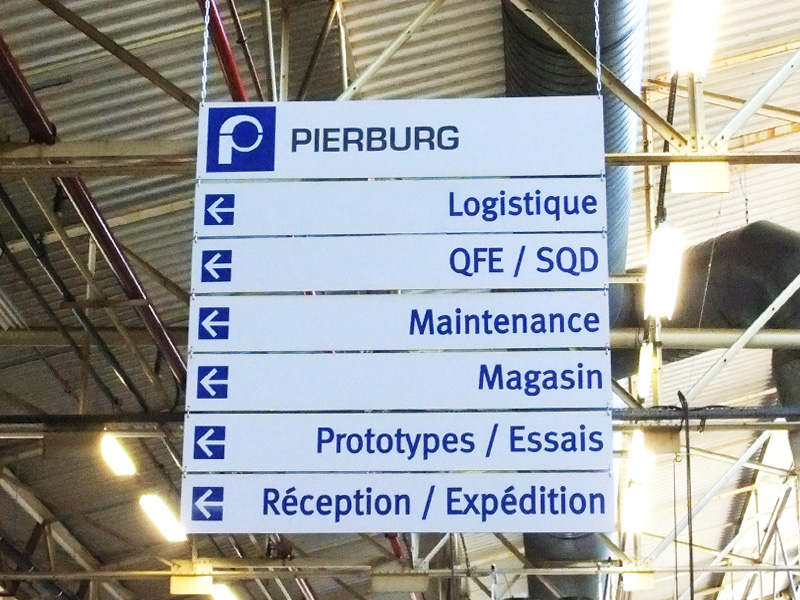 PIERBURG
Logistique
QFE / SQD
Maintenance
Magasin
Prototypes / Essais
Réception / Expédition